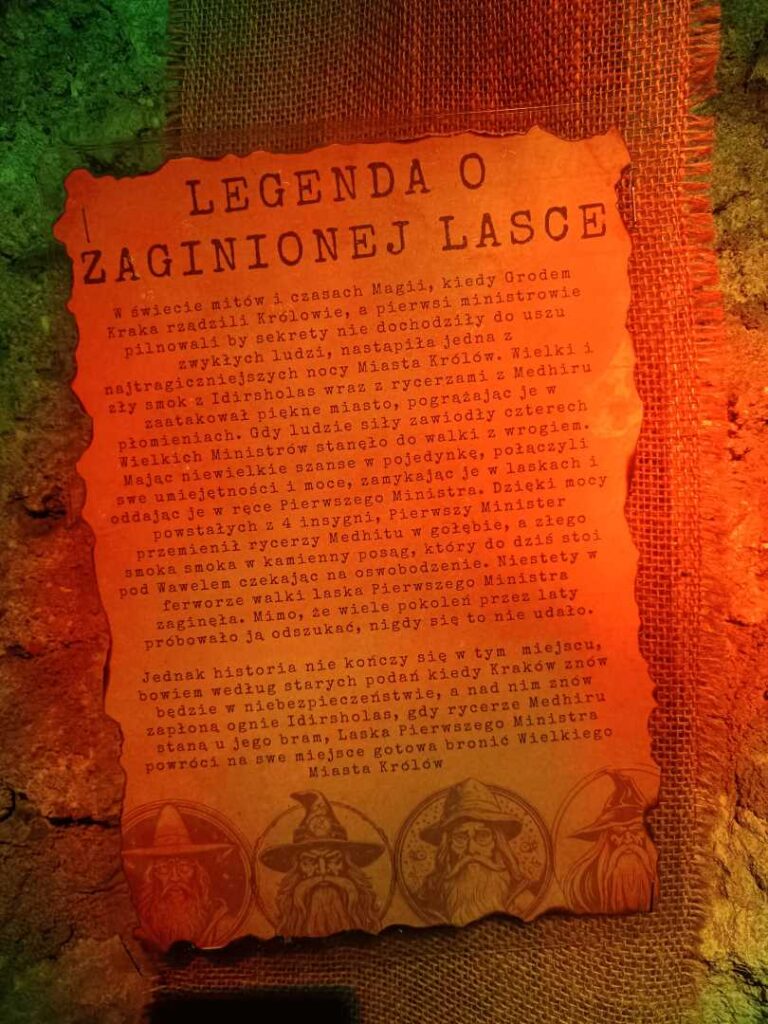 LEGENDA O
ZAGINIONEJ LASCE
W świecie mitów i czasach Magii, kiedy Grodem
Kraka rządzili Królowie, a pierwsi ministrowie
pilnowali by sekrety nie dochodziły do uszu
zwykłych ludzi, nastąpiła jedna z
najtragiczniejszych nocy Miasta Królów. Wielki i
zły smok z Idirsholas wraz z rycerzami z Medhiru
zaatakował piękne miasto, pogrążając je w
płomieniach. Gdy ludzie siły zawiodły czterech
Wielkich Ministrów stanęło do walki z wrogiem.
Mając niewielkie szanse w pojedynkę, połączyli
swe umiejętności i moce, zamykając je w laskach i
oddając je w ręce Pierwszego Ministra. Dzięki mocy
powstałych z 4 insygni, Pierwszy Minister
przemienił rycerzy Medhitu w gołębie, a złego
smoka smoka w kamienny posąg, który do dziś stoi
pod Wawelem czekając na oswobodzenie. Niestety w
ferworze walki laska Pierwszego Ministra
zaginęła. Mimo, że wiele pokoleń przez laty
próbowało ją odszukać, nigdy się to nie udało.
Jednak historia nie kończy się w tym miejscu,
bowiem według starych podań kiedy Kraków znów
będzie w niebezpieczeństwie, a nad nim znów
zapłoną ognie Idirsholas, gdy rycerze Medhiru
staną u jego bram, Laska Pierwszego Ministra
powróci na swe miejsce gotowa bronić Wielkiego
Miasta Królów